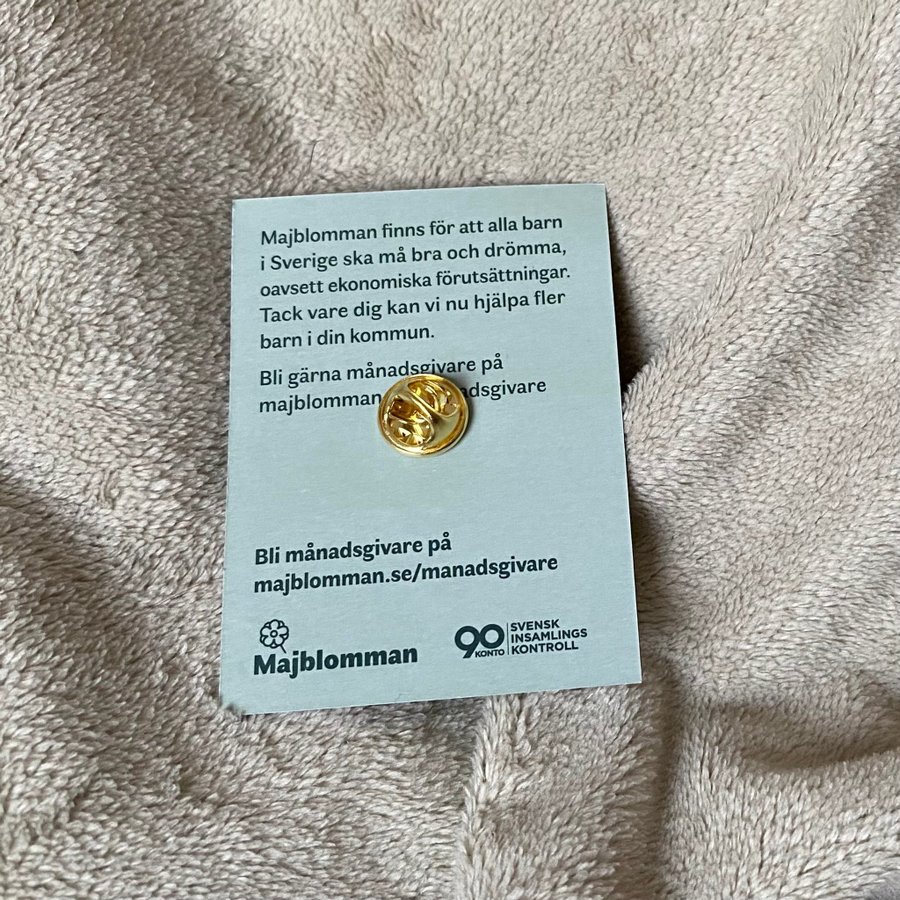 Majblomman finns för att alla barn
i Sverige ska må bra och drömma,
oavsett ekonomiska förutsättningar.
Tack vare dig kan vi nu hjälpa fler
barn i din kommun.
Bli gärna månadsgivare på
majblomman adsgivare
Bli månadsgivare på
majblomman.se/manadsgivare
Majblomman
90 KONTO
SVENSK
INSAMLINGS
KONTROLL